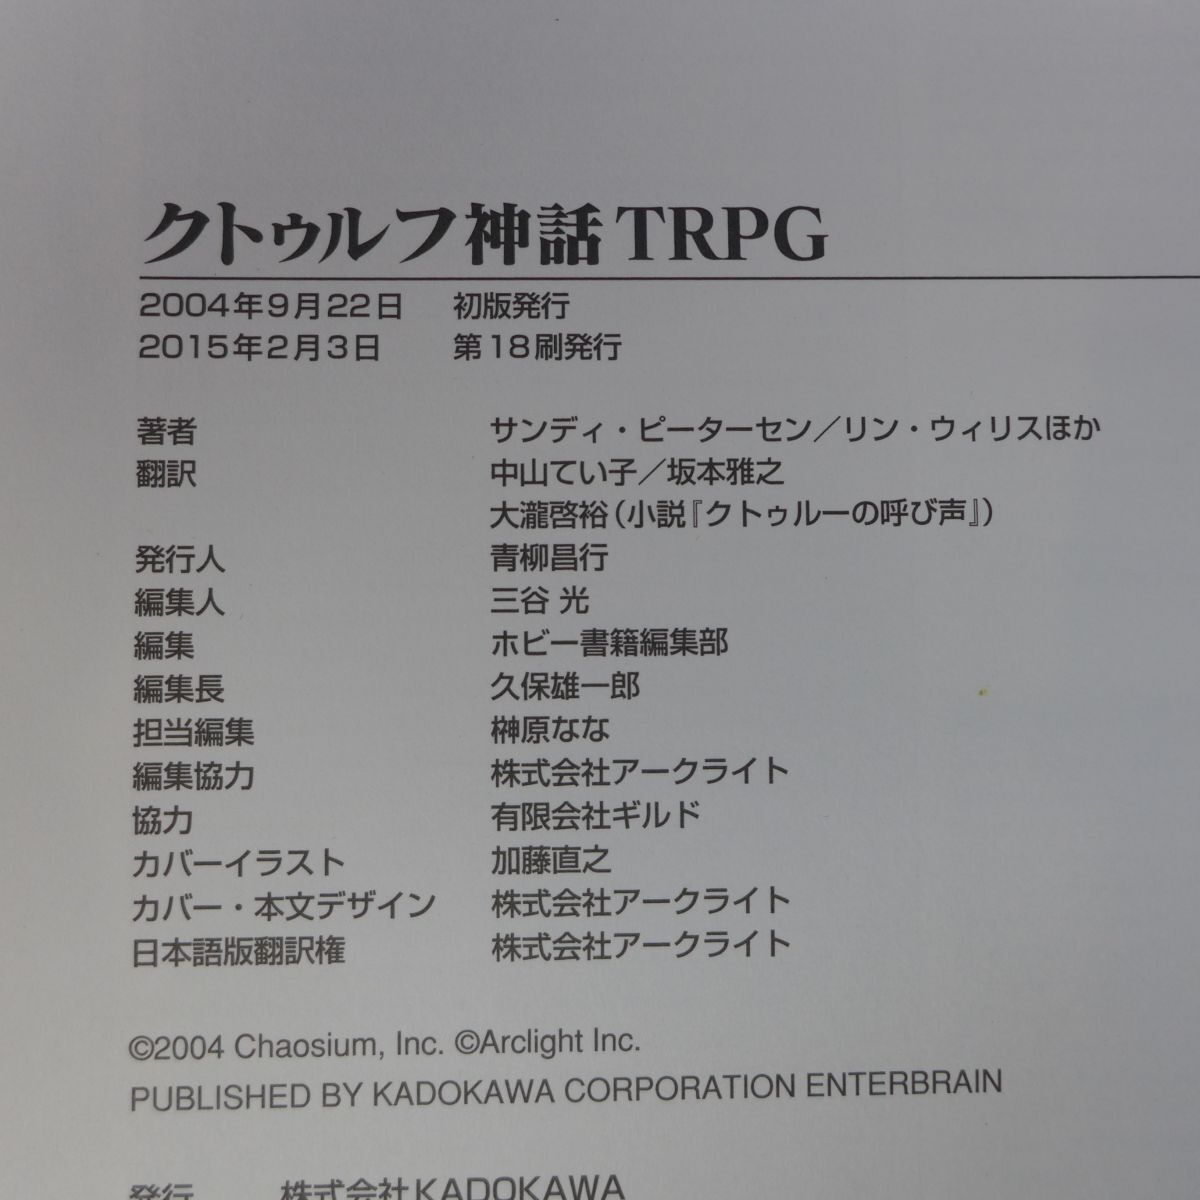 クトゥルフ神話TRPG
2004年9月22日 初版発行
2015年2月3日 第18刷発行
著者 サンディ・ピーターセン／リン・ウィリスほか
翻訳 中山てい子／坂本雅之
大瀧啓裕（小説『クトゥルーの呼び声』）
発行人 青柳昌行
編集人 三谷 光
編集 ホビー書籍編集部
編集長 久保雄一郎
担当編集 榊原なな
編集協力 株式会社アークライト
協力 有限会社ギルド
カバーイラスト 加藤直之
カバー・本文デザイン 株式会社アークライト
日本語版翻訳権 株式会社アークライト
©2004 Chaosium, Inc. ©Arclight Inc.
PUBLISHED BY KADOKAWA CORPORATION ENTERBRAIN
発行 株式会社KADOKAWA